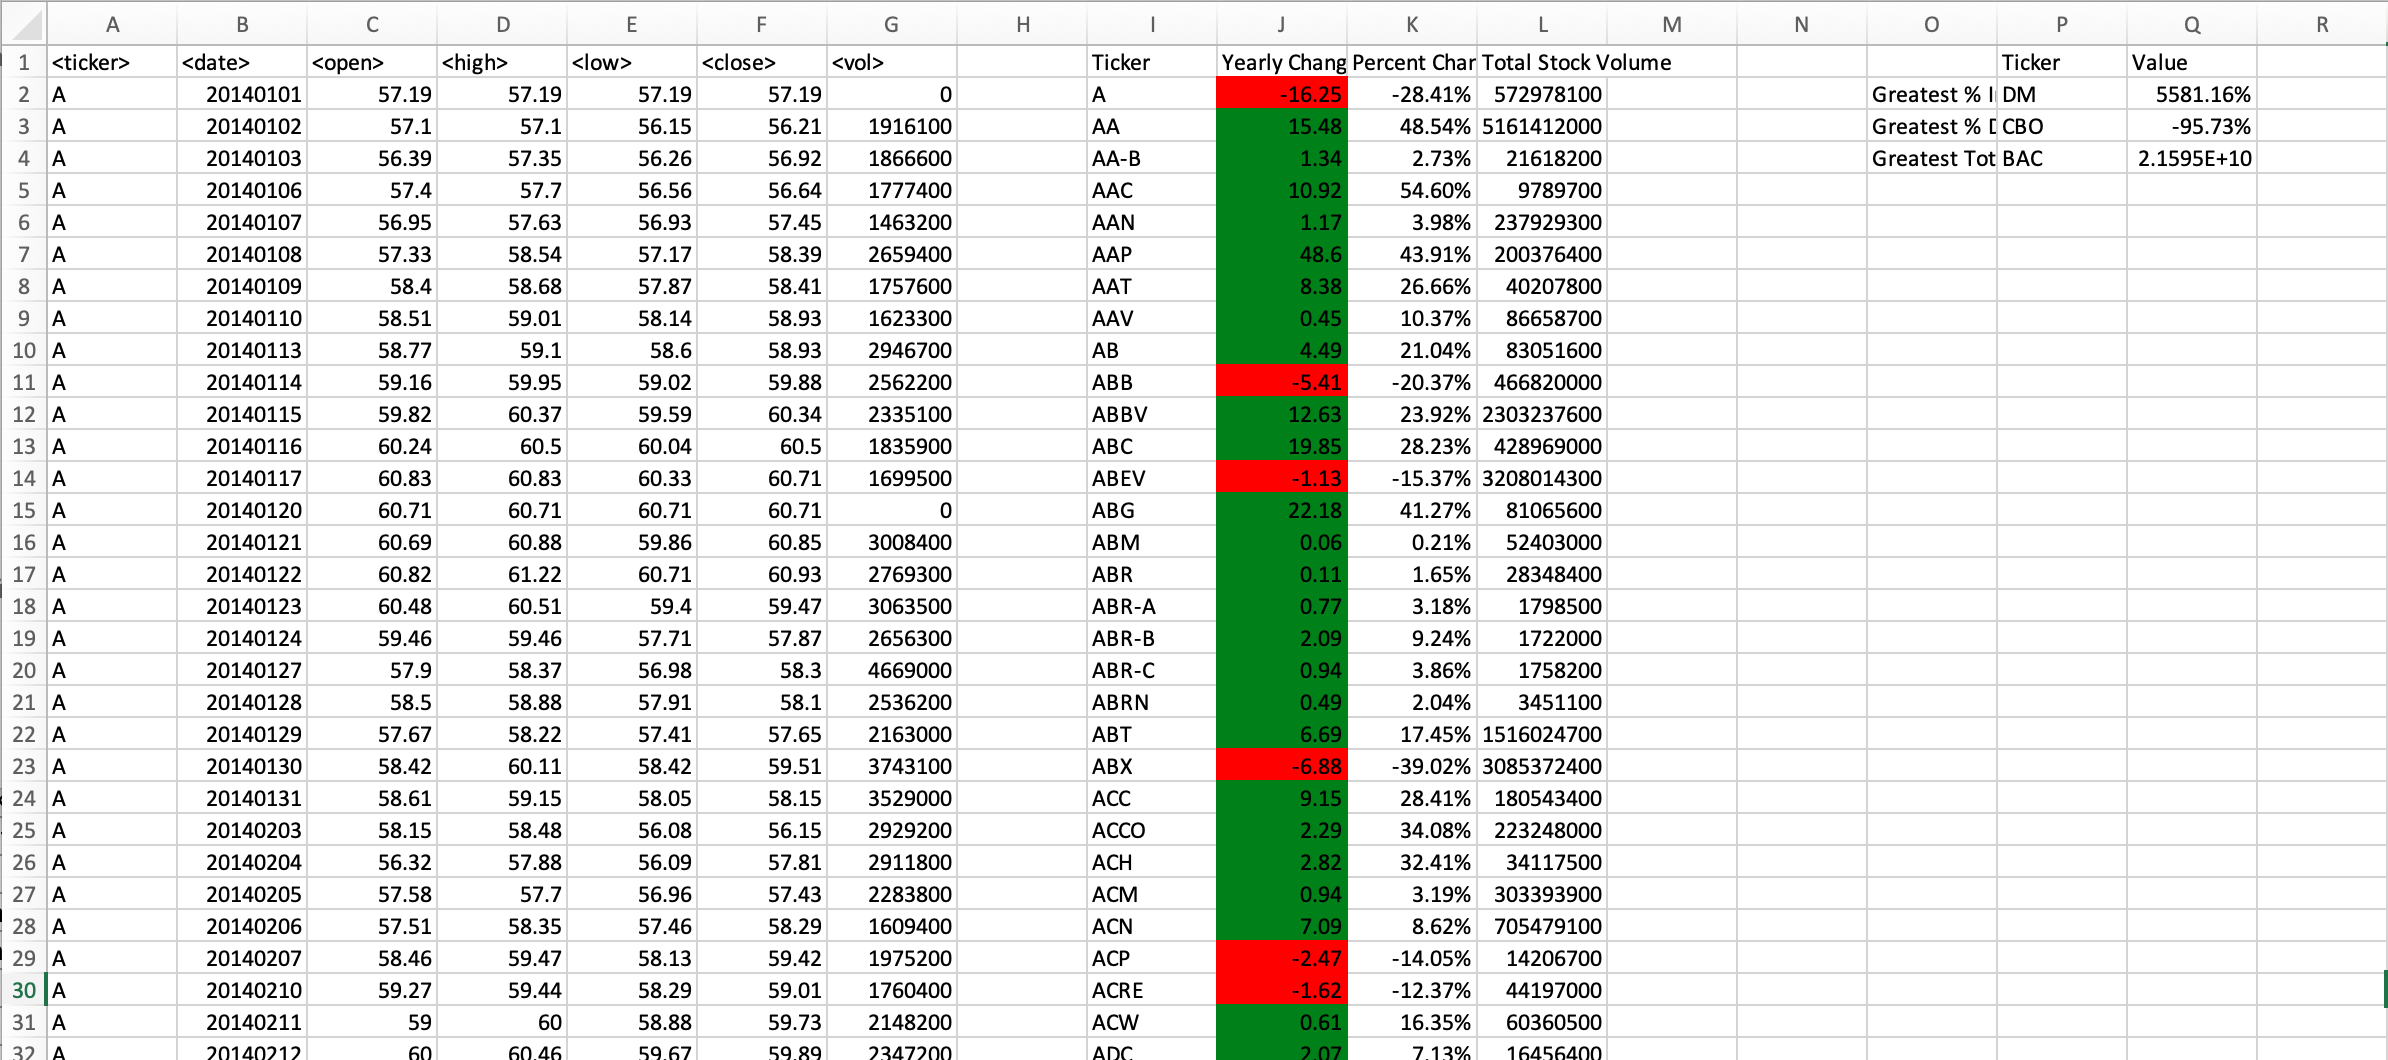 A B C D E F G H I J K L M N O P Q R
1 <ticker> <date> <open> <high> <low> <close> <vol> Ticker Yearly Chang Percent Char Total Stock Volume Ticker Value
2 A 20140101 57.19 57.19 57.19 57.19 0 A -16.25 -28.41% 572978100 Greatest % I DM 5581.16%
3 A 20140102 57.1 57.1 56.15 56.21 1916100 AA 15.48 48.54% 5161412000 Greatest % D CBO -95.73%
4 A 20140103 56.39 57.35 56.26 56.92 1866600 AA-B 1.34 2.73% 21618200 Greatest Tot BAC 2.1595E+10
5 A 20140106 57.4 57.7 56.56 56.64 1777400 AAC 10.92 54.60% 9789700
6 A 20140107 56.95 57.63 56.93 57.45 1463200 AAN 1.17 3.98% 237929300
7 A 20140108 57.33 58.54 57.17 58.39 2659400 AAP 48.6 43.91% 200376400
8 A 20140109 58.4 58.68 57.87 58.41 1757600 AAT 8.38 26.66% 40207800
9 A 20140110 58.51 59.01 58.14 58.93 1623300 AAV 0.45 10.37% 86658700
10 A 20140113 58.77 59.1 58.6 58.93 2946700 AB 4.49 21.04% 83051600
11 A 20140114 59.16 59.95 59.02 59.88 2562200 ABB -5.41 -20.37% 466820000
12 A 20140115 59.82 60.37 59.59 60.34 2335100 ABBV 12.63 23.92% 2303237600
13 A 20140116 60.24 60.5 60.04 60.5 1835900 ABC 19.85 28.23% 428969000
14 A 20140117 60.83 60.83 60.33 60.71 1699500 ABEV -1.13 -15.37% 3208014300
15 A 20140120 60.71 60.71 60.71 60.71 0 ABG 22.18 41.27% 81065600
16 A 20140121 60.69 60.88 59.86 60.85 3008400 ABM 0.06 0.21% 52403000
17 A 20140122 60.82 61.22 60.71 60.93 2769300 ABR 0.11 1.65% 28348400
18 A 20140123 60.48 60.51 59.4 59.47 3063500 ABR-A 0.77 3.18% 1798500
19 A 20140124 59.46 59.46 57.71 57.87 2656300 ABR-B 2.09 9.24% 1722000
20 A 20140127 57.9 58.37 56.98 58.3 4669000 ABR-C 0.94 3.86% 1758200
21 A 20140128 58.5 58.88 57.91 58.1 2536200 ABRN 0.49 2.04% 3451100
22 A 20140129 57.67 58.22 57.41 57.65 2163000 ABT 6.69 17.45% 1516024700
23 A 20140130 58.42 60.11 58.42 59.51 3743100 ABX -6.88 -39.02% 3085372400
24 A 20140131 58.61 59.15 58.05 58.15 3529000 ACC 9.15 28.41% 180543400
25 A 20140203 58.15 58.48 56.08 56.15 2929200 ACCO 2.29 34.08% 223248000
26 A 20140204 56.32 57.88 56.09 57.81 2911800 ACH 2.82 32.41% 34117500
27 A 20140205 57.58 57.7 56.96 57.43 2283800 ACM 0.94 3.19% 303393900
28 A 20140206 57.51 58.35 57.46 58.29 1609400 ACN 7.09 8.62% 705479100
29 A 20140207 58.46 59.47 58.13 59.42 1975200 ACP -2.47 -14.05% 14206700
30 A 20140210 59.27 59.44 58.29 59.01 1760400 ACRE -1.62 -12.37% 44197000
31 A 20140211 59 60 58.88 59.73 2148200 ACW 0.61 16.35% 60360500
32 A 20140212 60 60.46 59.67 59.89 2347200 ADC 2.07 7.13% 16456400